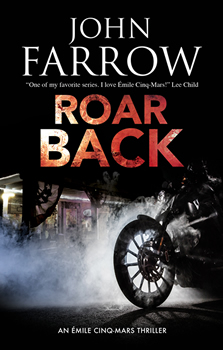 JOHN
FARROW
"One of my favorite series. I love Émile Cinq-Mars!" Lee Child
ROAR
BACK
AN ÉMILE CINQ-MARS THRILLER